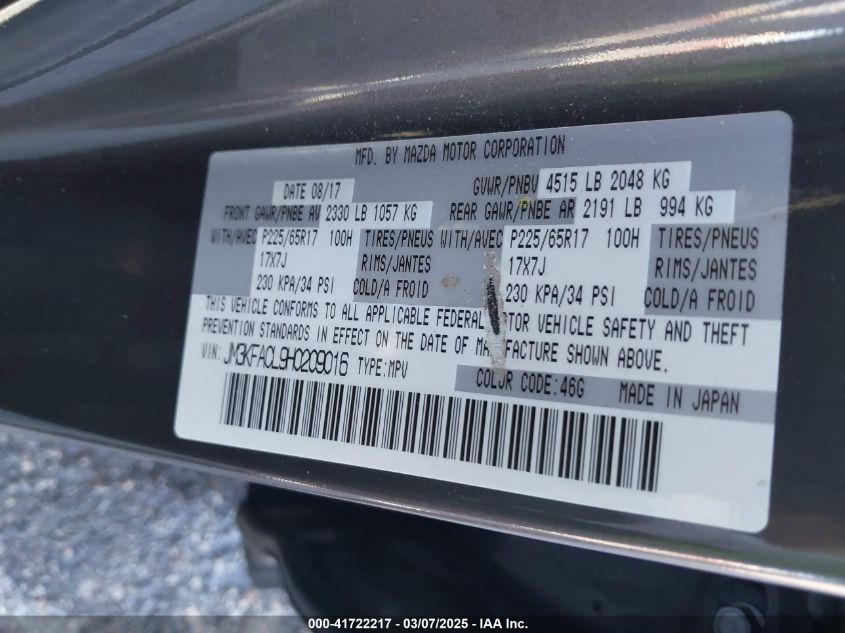 MFD. BY MAZDA MOTOR CORPORATION
DATE 08/17 GVWR/PNBV 4515 LB 2048 KG
FRONT GAWR/PNBE AV 2330 LB 1057 KG REAR GAWR/PNBE AR 2191 LB 994 KG
WITH/AVEC P225/65R17 100H TIRES/PNEUS WITH/AVEC P225/65R17 100H TIRES/PNEUS
17X7J RIMS/JANTES 17X7J RIMS/JANTES
230 KPA/34 PSI COLD/A FROID 230 KPA/34 PSI COLD/A FROID
THIS VEHICLE CONFORMS TO ALL APPLICABLE FEDERAL MOTOR VEHICLE SAFETY AND THEFT
PREVENTION STANDARDS IN EFFECT ON THE DATE OF MANUFACTURE SHOWN ABOVE.
VIN: JM3KFACL9H0209016 TYPE:MPV
COLOR CODE:46G MADE IN JAPAN
000-41722217 - 03/07/2025 - IAA Inc.